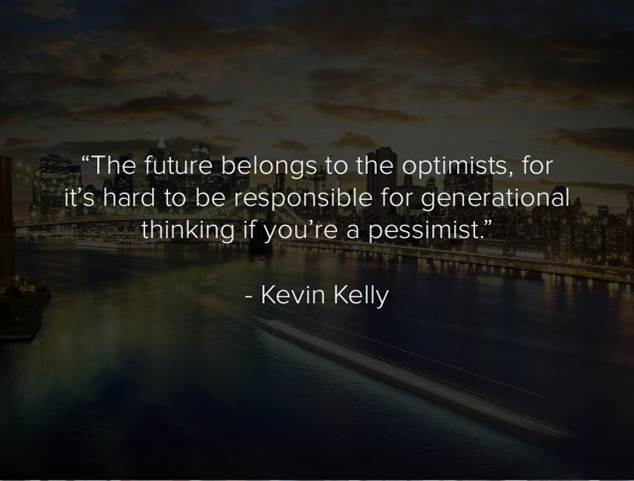 “The future belongs to the optimists, for
it’s hard to be responsible for generational
thinking if you’re a pessimist.”
- Kevin Kelly